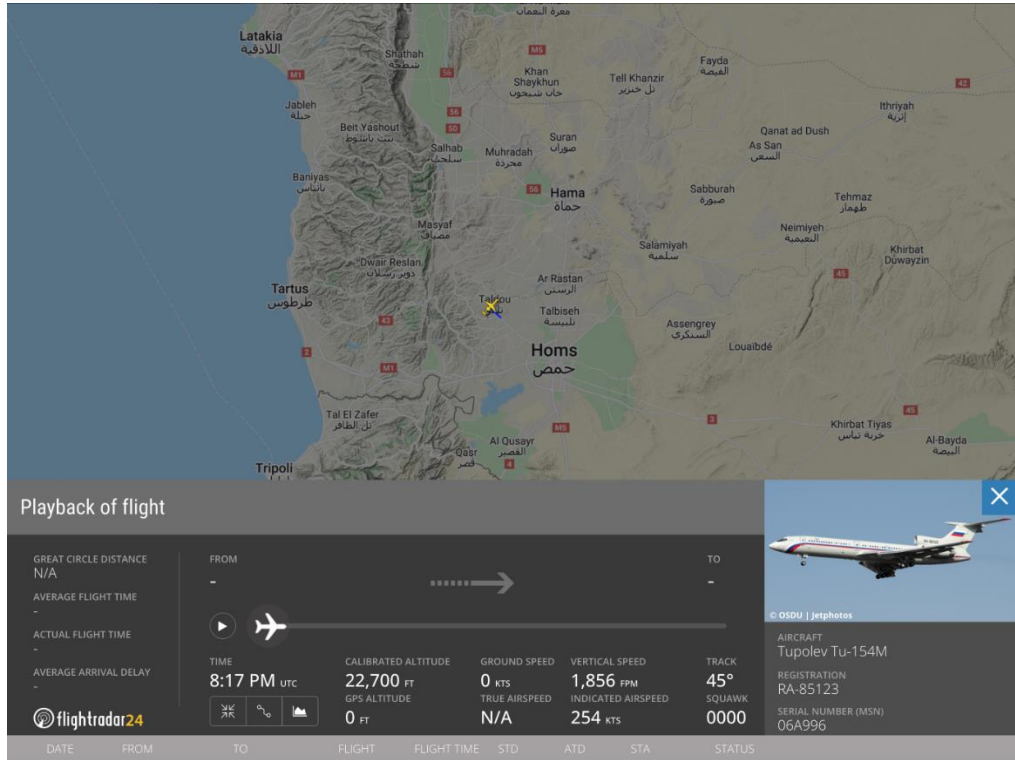 معرة النعمان
Latakia
اللاذقية
Shathah
شطحة
M5
56
M1
Khan
Shaykhun
خان شيخون
Tell Khanzir
تل خنزير
Fayda
الفيضة
42
Jableh
جبلة
56
50
Ithriyah
إثرية
Beit Yashout
بيت ياشوط
Salhab
سلحب
Muhradah
محردة
Suran
صوران
Qanat ad Dush
As San
السعن
Baniyas
بانياس
56
Hama
حماة
Sabburah
صبورة
Tehmaz
طهماز
Masyaf
مصياف
Salamiyah
سلمية
Neimiyeh
النعيمية
Khirbat
Duwayzin
45
Dwair Reslan
دوير رسلان
Tartus
طرطوس
Ar Rastan
الرستن
Taldou
43
Talbiseh
تلبيسة
Assengrey
السنكري
Louaïbdé
2
M1
Homs
حمص
Tal El Zafer
تل الظافر
M5
3
45
Khirbat Tiyas
خربة تياس
Al Qusayr
القصير
4
Qasr
قصر
Al-Bayda
البيضة
Tripoli
Playback of flight
GREAT CIRCLE DISTANCE
N/A
AVERAGE FLIGHT TIME
-
ACTUAL FLIGHT TIME
-
AVERAGE ARRIVAL DELAY
-
flightradar24
FROM
-
TO
-
TIME
8:17 PM UTC
CALIBRATED ALTITUDE
22,700 FT
GPS ALTITUDE
0 FT
GROUND SPEED
0 KTS
TRUE AIRSPEED
N/A
VERTICAL SPEED
1,856 FPM
INDICATED AIRSPEED
254 KTS
TRACK
45°
SQUAWK
0000
© OSDU | Jetphotos
AIRCRAFT
Tupolev Tu-154M
REGISTRATION
RA-85123
SERIAL NUMBER (MSN)
06A996
DATE FROM TO FLIGHT FLIGHT TIME STD ATD STA STATUS